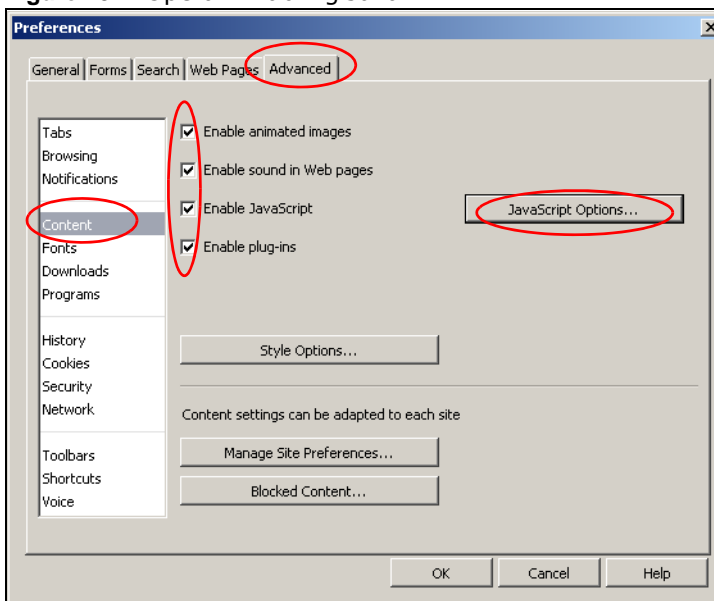 Preferences
General Forms Search Web Pages Advanced
Tabs
Browsing
Notifications
Content
Fonts
Downloads
Programs
History
Cookies
Security
Network
Toolbars
Shortcuts
Voice
Enable animated images
Enable sound in Web pages
Enable JavaScript
JavaScript Options...
Enable plug-ins
Style Options...
Content settings can be adapted to each site
Manage Site Preferences...
Blocked Content...
OK Cancel Help